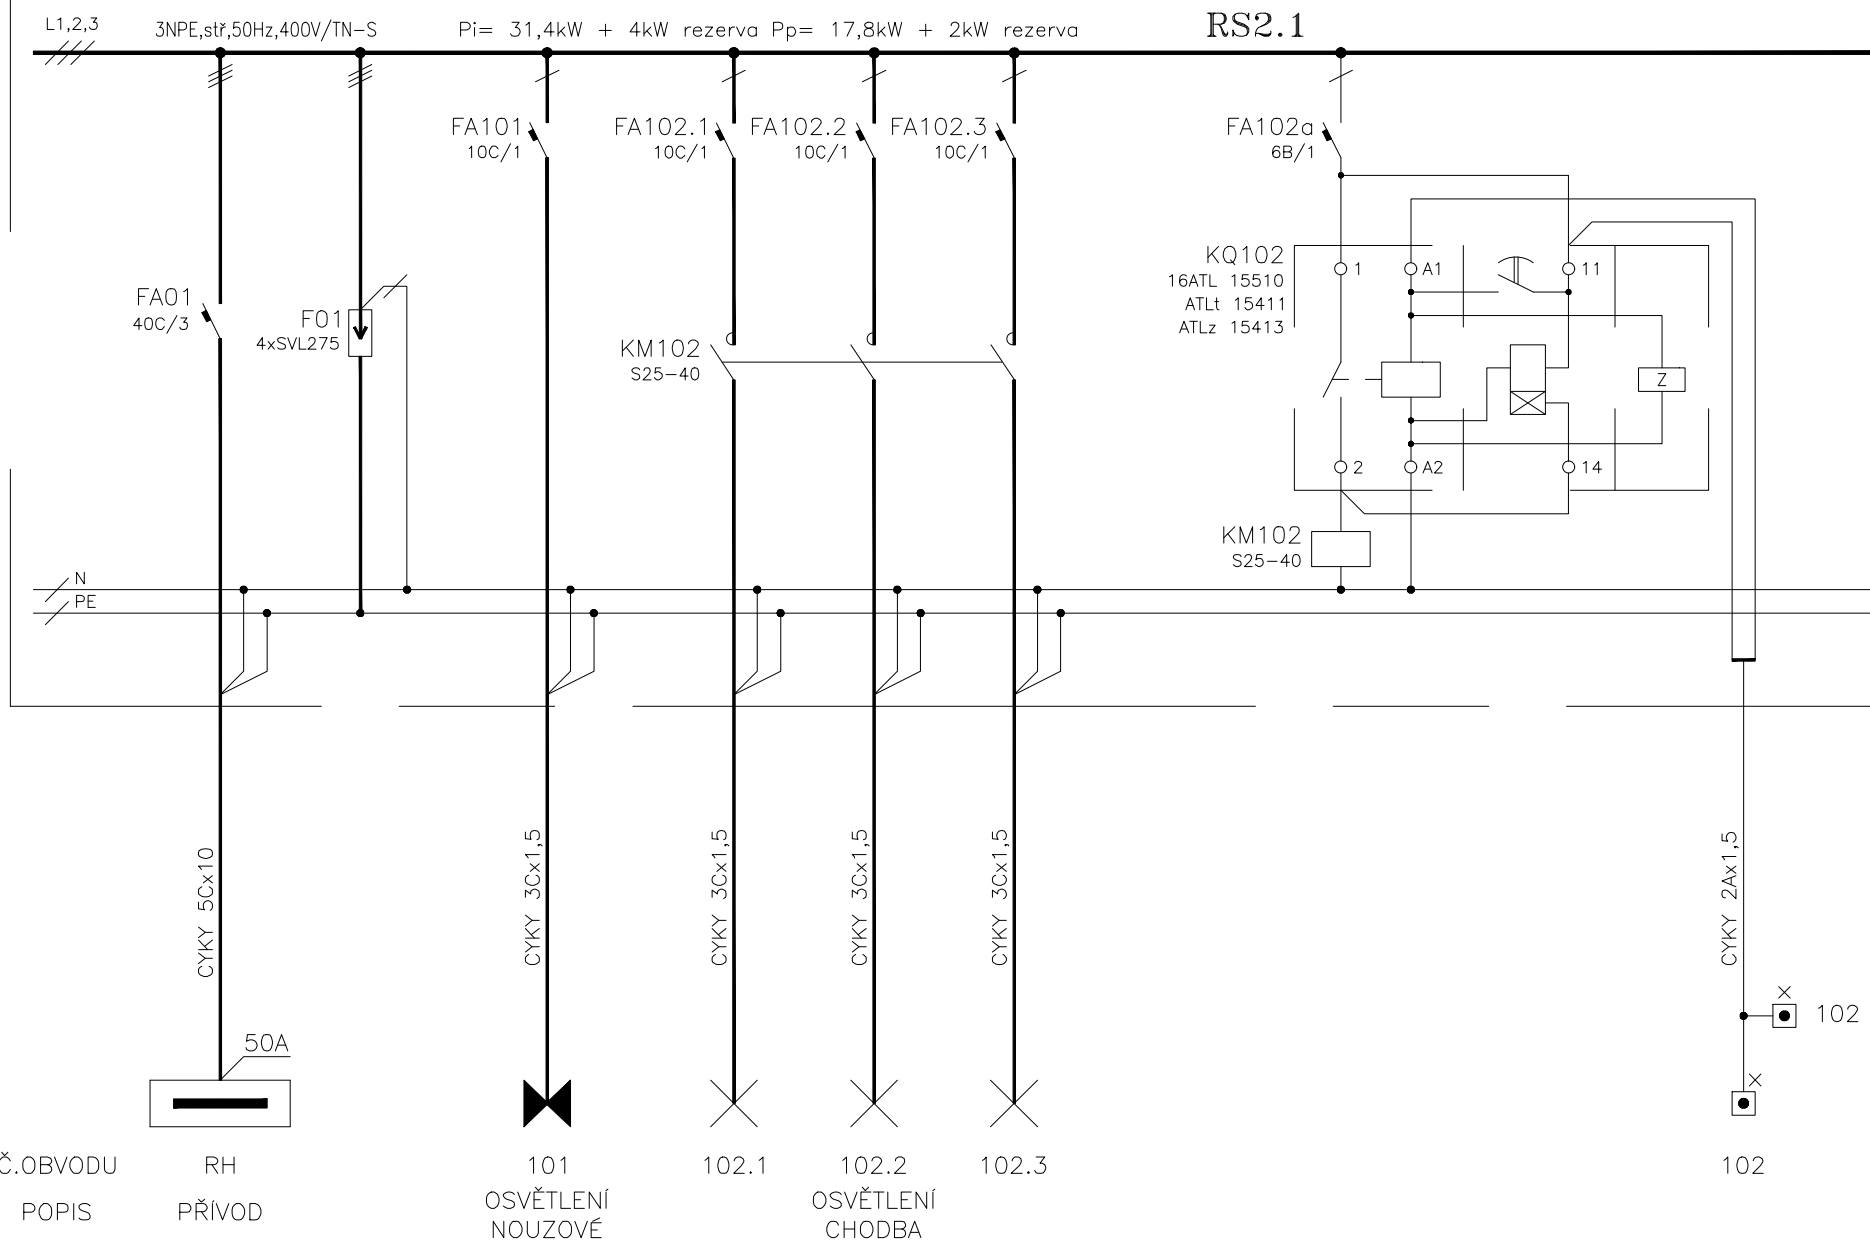 L1,2,3
3NPE,stř,50Hz,400V/TN-S
Pi= 31,4kW + 4kW rezerva Pp= 17,8kW + 2kW rezerva
RS2.1
FA101
10C/1
FA102.1
10C/1
FA102.2
10C/1
FA102.3
10C/1
FA102a
6B/1
FA01
40C/3
F01
4xSVL275
KM102
S25-40
KQ102
16ATL 15510
ATLt 15411
ATLz 15413
1
A1
11
Z
2
A2
14
KM102
S25-40
N
PE
CYKY 5Cx10
CYKY 3Cx1,5
CYKY 3Cx1,5
CYKY 3Cx1,5
CYKY 3Cx1,5
CYKY 2Ax1,5
102
50A
Č.OBVODU
RH
101
102.1
102.2
102.3
102
POPIS
PŘÍVOD
OSVĚTLENÍ
NOUZOVÉ
OSVĚTLENÍ
CHODBA